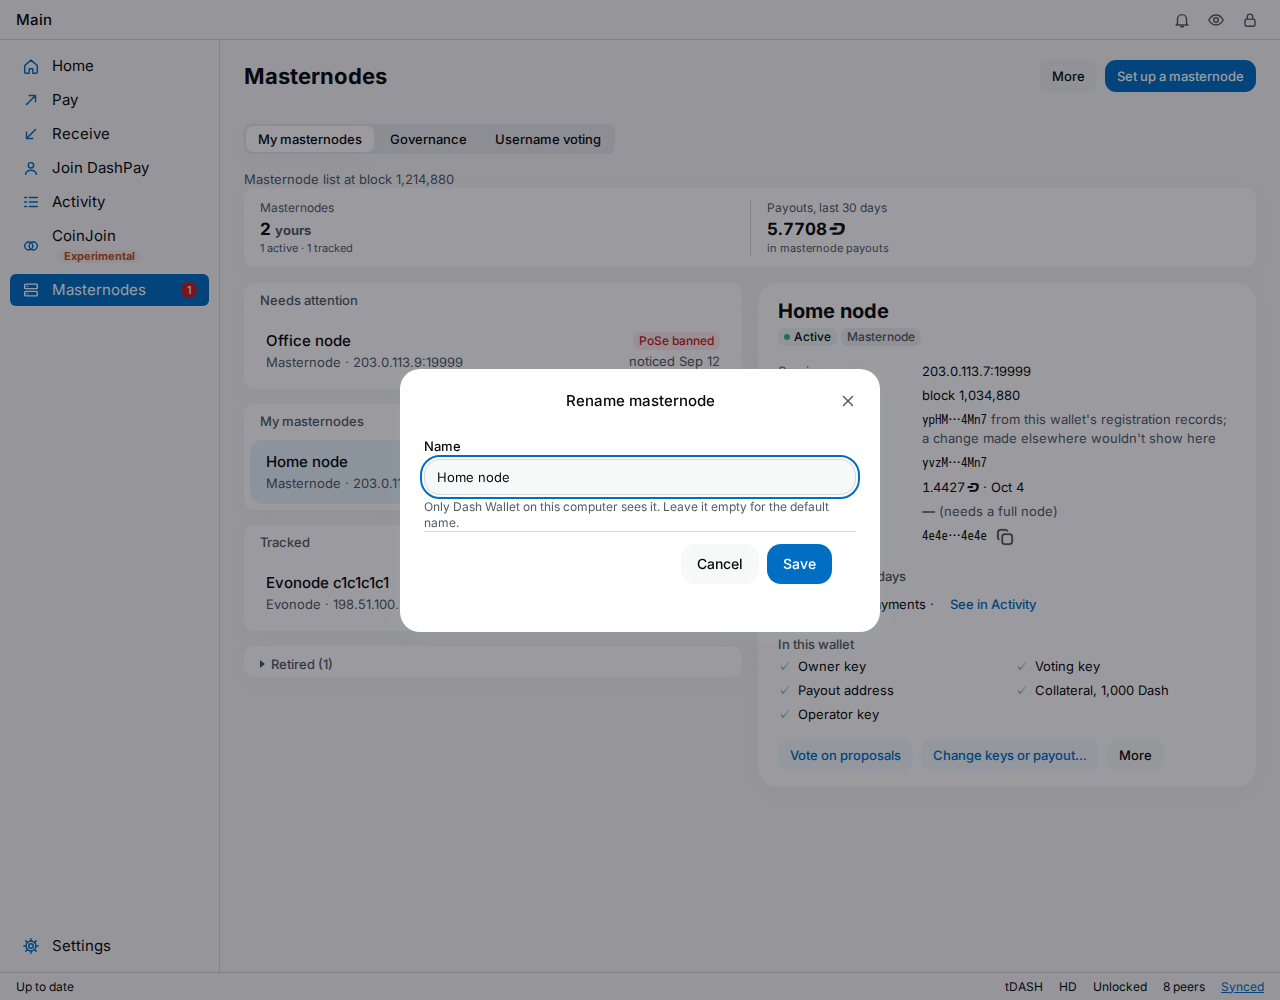 Main
Home
Pay
Receive
Join DashPay
Activity
CoinJoin
Experimental
Masternodes 1
Settings
Masternodes
More
Set up a masternode
My masternodes
Governance
Username voting
Masternode list at block 1,214,880
Masternodes
2 yours
1 active · 1 tracked
Payouts, last 30 days
5.7708
in masternode payouts
Needs attention
Office node
PoSe banned
Masternode · 203.0.113.9:19999
noticed Sep 12
My masternodes
Home node
Masternode · 203.0.11
Tracked
Evonode c1c1c1c1
Evonode · 198.51.100.
Retired (1)
Home node
Active
Masternode
203.0.113.7:19999
block 1,034,880
ypHM···4Mn7 from this wallet's registration records;
a change made elsewhere wouldn't show here
yvzM···4Mn7
1.4427 · Oct 4
— (needs a full node)
4e4e···4e4e
days
yments ·
See in Activity
In this wallet
✓ Owner key
✓ Voting key
✓ Payout address
✓ Collateral, 1,000 Dash
✓ Operator key
Vote on proposals
Change keys or payout...
More
Rename masternode
Name
Home node
Only Dash Wallet on this computer sees it. Leave it empty for the default
name.
Cancel
Save
Up to date
tDASH
HD
Unlocked
8 peers
Synced